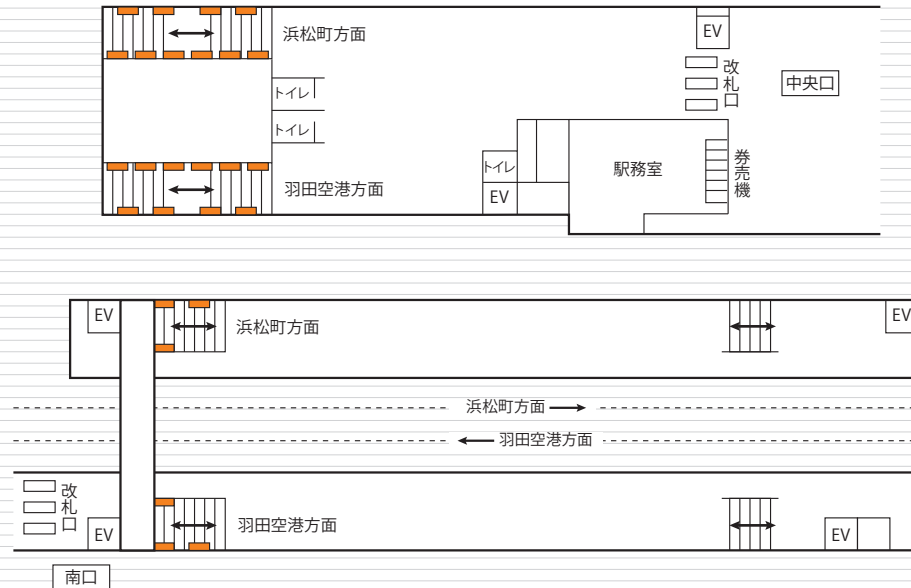 浜松町方面
EV
改札口
中央口
トイレ
トイレ
トイレ
駅務室
券売機
羽田空港方面
EV
EV
浜松町方面
EV
浜松町方面
羽田空港方面
改札口
EV
羽田空港方面
EV
南口